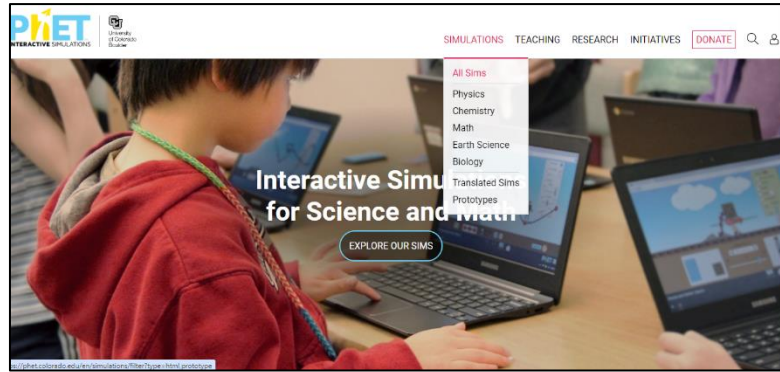 PhET
INTERACTIVE SIMULATIONS
University
of Colorado
Boulder
SIMULATIONS TEACHING RESEARCH INITIATIVES DONATE
All Sims
Physics
Chemistry
Math
Earth Science
Biology
Translated Sims
Prototypes
Interactive Simu
for Science and Math
EXPLORE OUR SIMS
s://phet.colorado.edu/en/simulations/filter?type=html,prototype